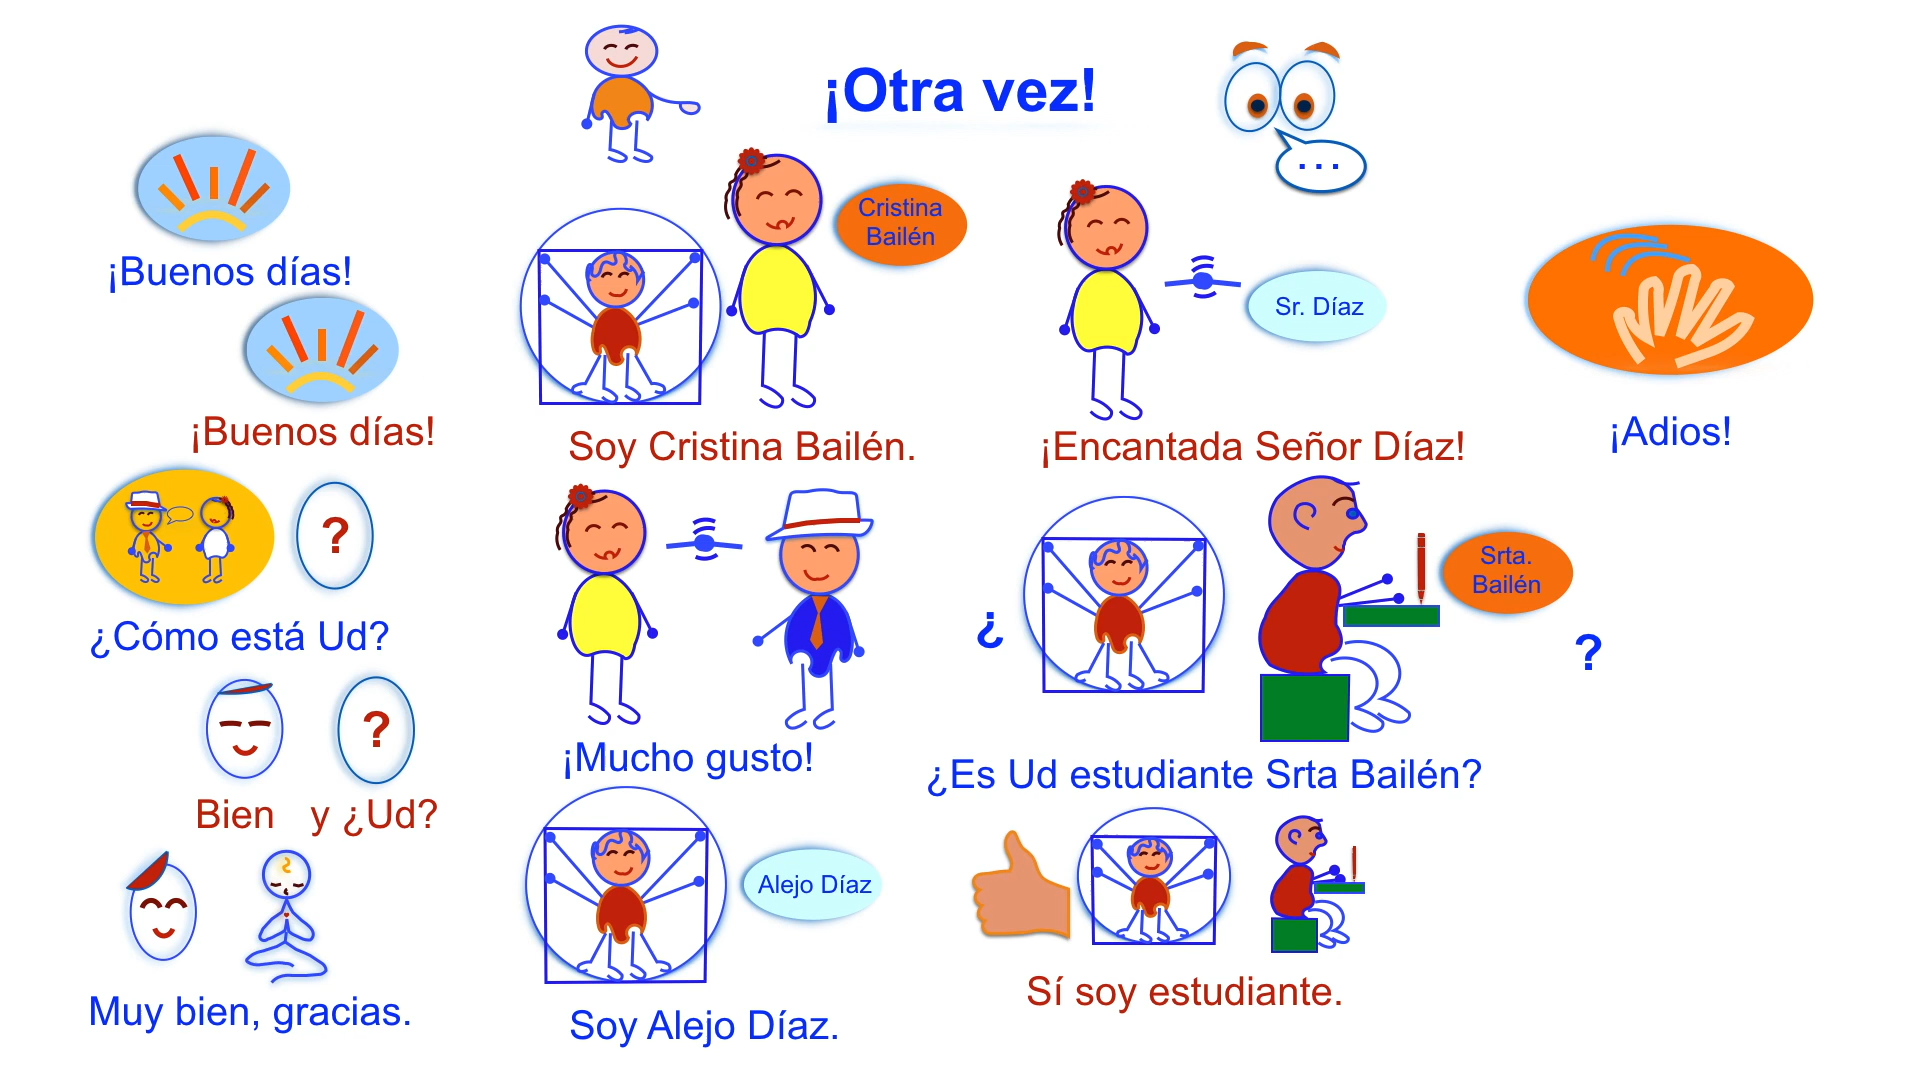 ¡Otra vez!
. . .
¡Buenos días!
¡Buenos días!
?
¿Cómo está Ud?
?
Bien y ¿Ud?
Muy bien, gracias.
Cristina
Bailén
Soy Cristina Bailén.
¡Mucho gusto!
Alejo Díaz
Soy Alejo Díaz.
Sr. Díaz
¡Encantada Señor Díaz!
¿
Srta.
Bailén
?
¿Es Ud estudiante Srta Bailén?
Sí soy estudiante.
¡Adios!